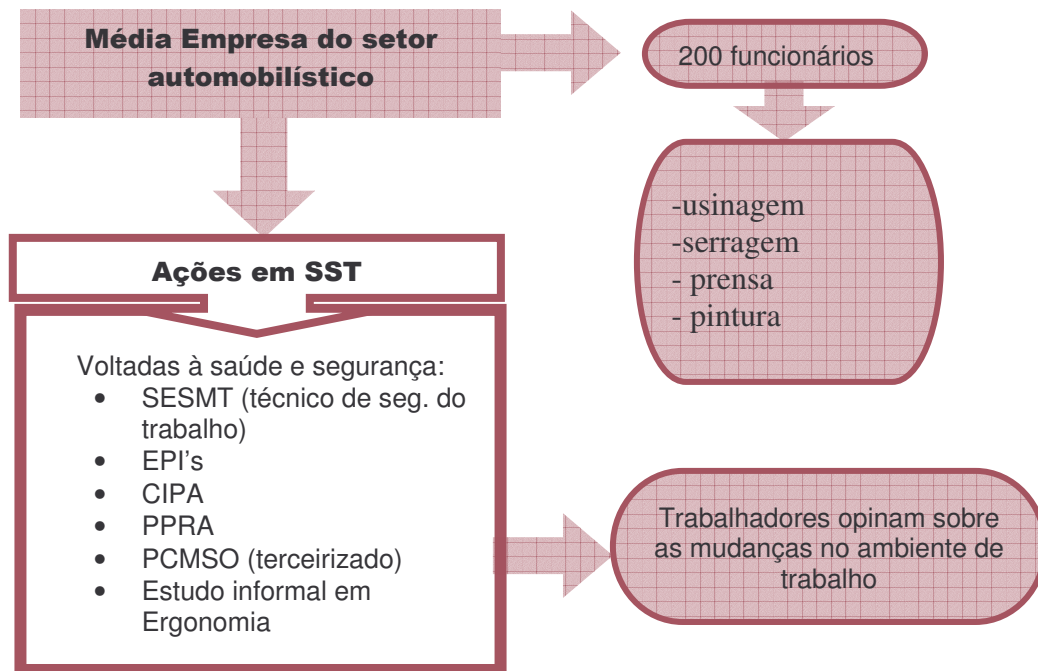 Média Empresa do setor
automobilístico
200 funcionários
-usinagem
-serragem
- prensa
- pintura
Ações em SST
Voltadas à saúde e segurança:
• SESMT (técnico de seg. do
trabalho)
• EPI’s
• CIPA
• PPRA
• PCMSO (terceirizado)
• Estudo informal em
Ergonomia
Trabalhadores opinam sobre
as mudanças no ambiente de
trabalho